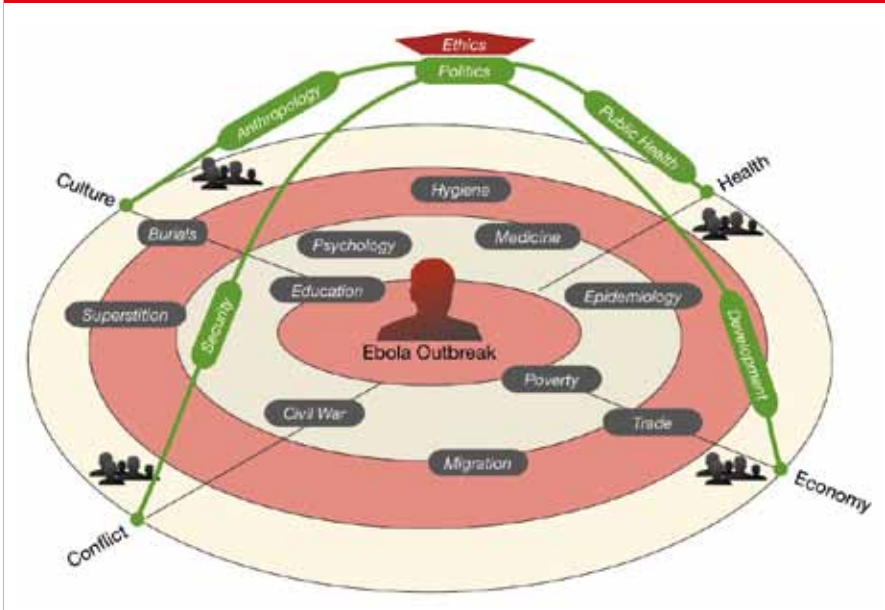 Ethics
Politics
Anthropology
Public Health
Culture
Health
Hygiene
Burials
Psychology
Medicine
Education
Epidemiology
Superstition
Security
Ebola Outbreak
Development
Poverty
Civil War
Trade
Migration
Economy
Conflict